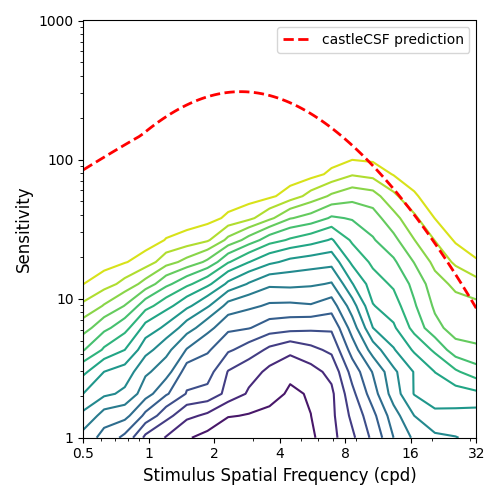 1000
castleCSF prediction
100
Sensitivity
10
1
0.5 1 2 4 8 16 32
Stimulus Spatial Frequency (cpd)